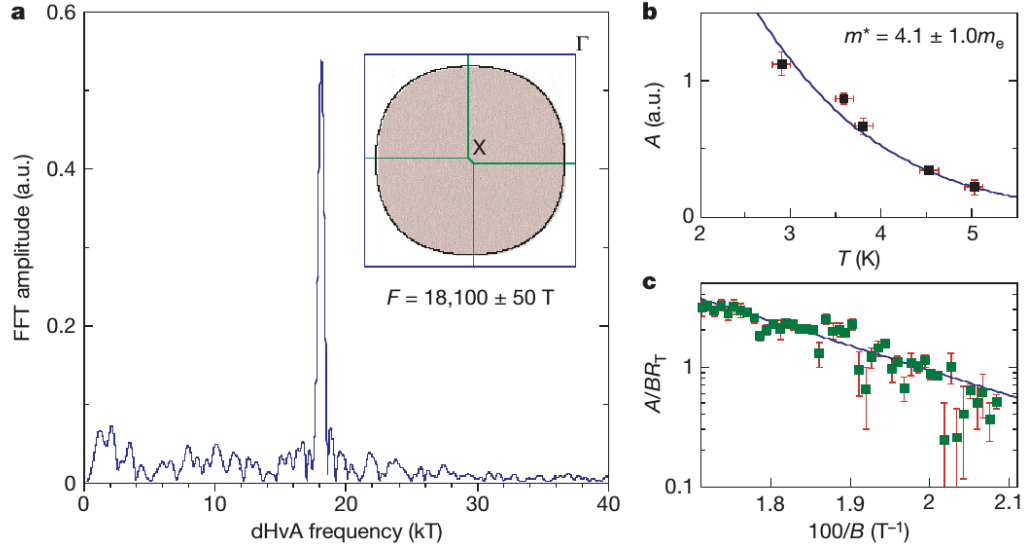 a
0.6
0.4
0.2
0
FFT amplitude (a.u.)
0
10
20
30
40
dHvA frequency (kT)
Γ
X
F = 18,100 ± 50 T
b
m* = 4.1 ± 1.0mₑ
1
0
A (a.u.)
2
3
4
5
T (K)
c
1
0.1
A/BR_T
1.8
1.9
2
2.1
100/B (T⁻¹)